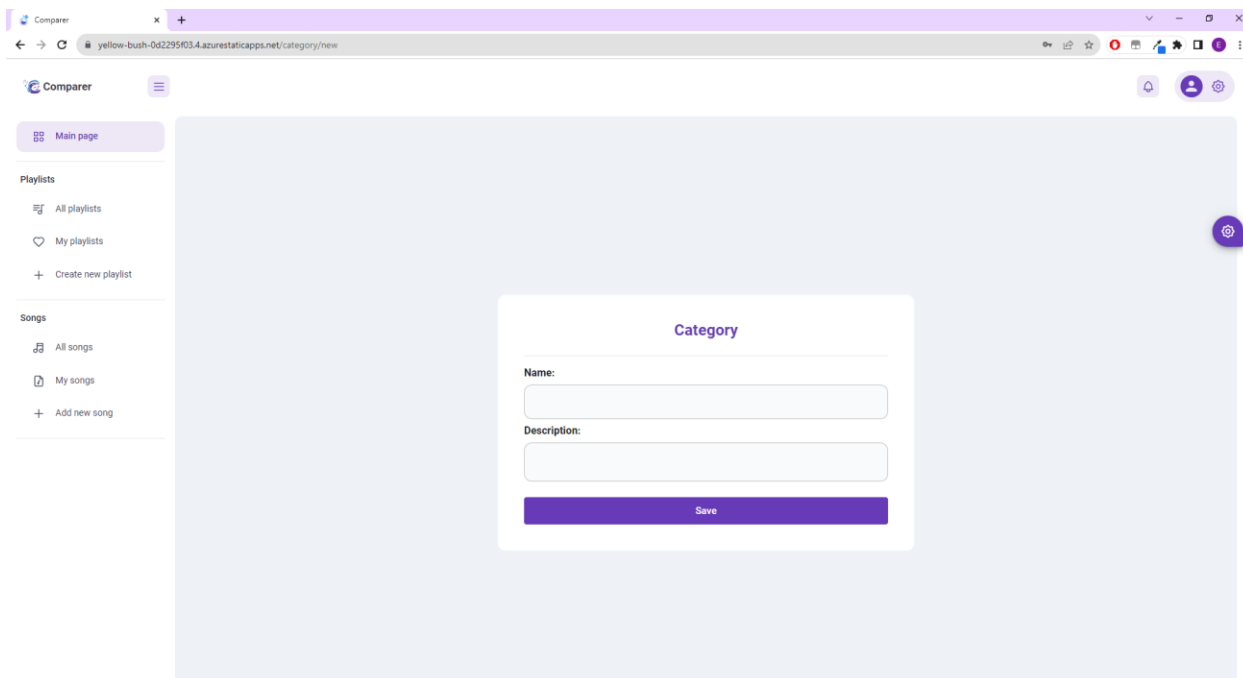 Comparer
yellow-bush-0d2295f03.4.azurestaticapps.net/category/new
Comparer
Main page
Playlists
All playlists
My playlists
Create new playlist
Songs
All songs
My songs
Add new song
Category
Name:
Description:
Save
E